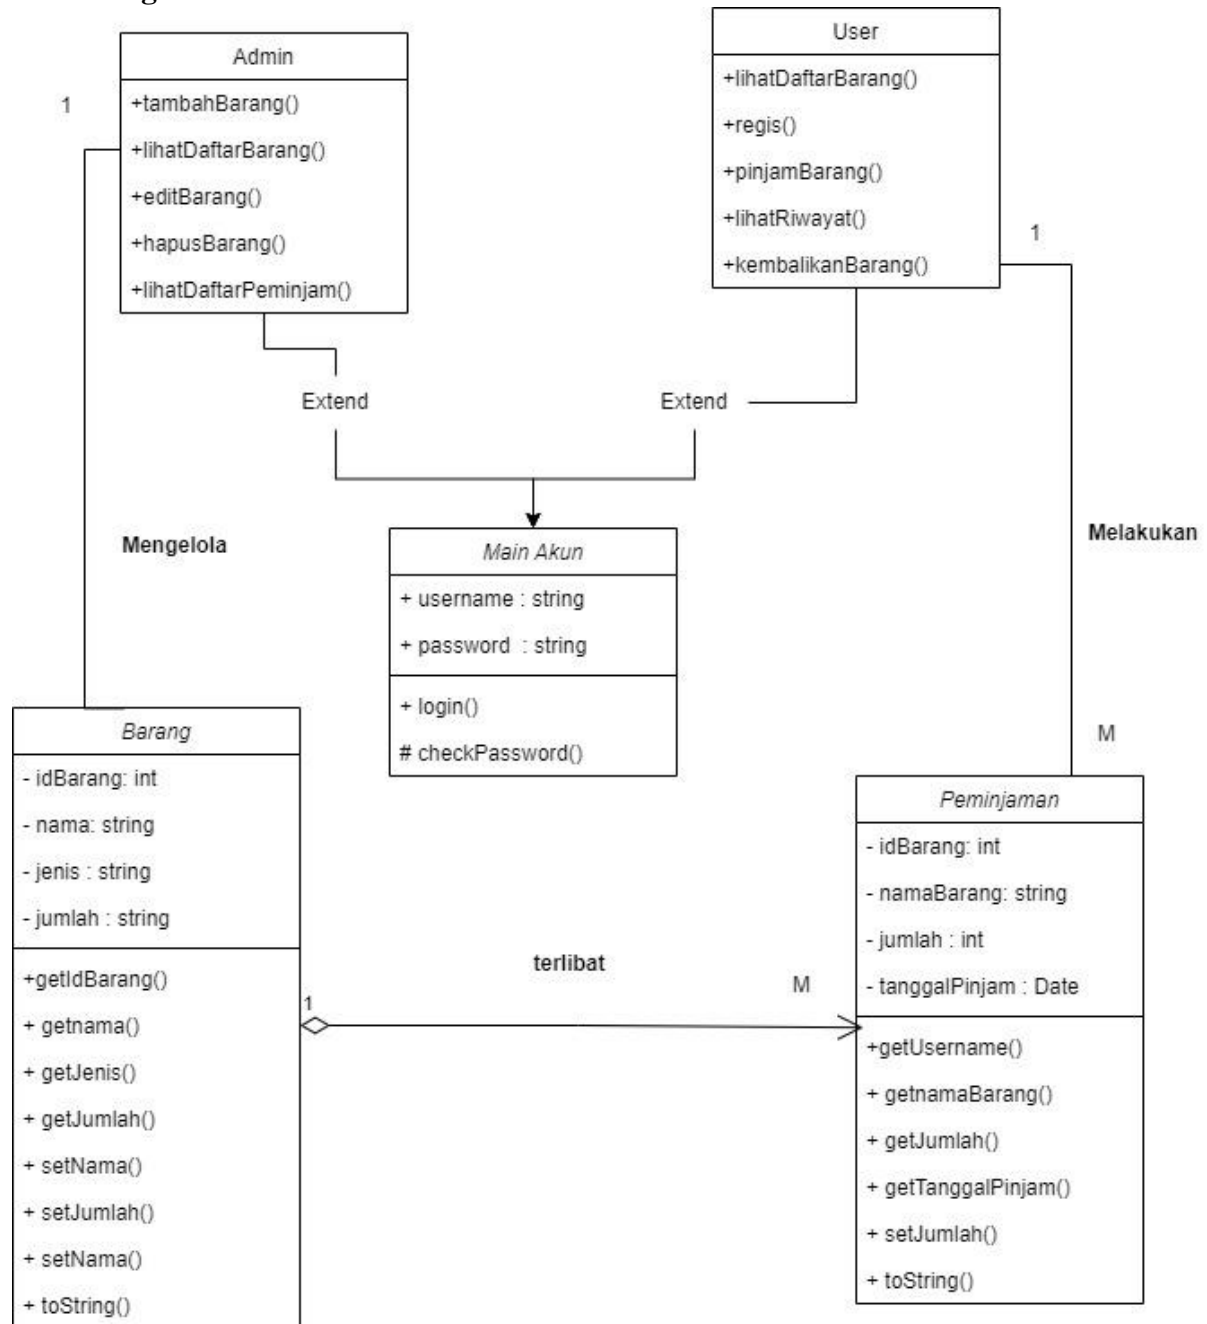 Admin
+tambahBarang()
+lihatDaftarBarang()
+editBarang()
+hapusBarang()
+lihatDaftarPeminjam()
1
User
+lihatDaftarBarang()
+regis()
+pinjamBarang()
+lihatRiwayat()
+kembalikanBarang()
1
Extend
Extend
Mengelola
Melakukan
Main Akun
+ username : string
+ password : string
+ login()
# checkPassword()
Barang
- idBarang: int
- nama: string
- jenis : string
- jumlah : string
+getIdBarang()
+ getnama()
+ getJenis()
+ getJumlah()
+ setNama()
+ setJumlah()
+ setNama()
+ toString()
1
terlibat
M
M
Peminjaman
- idBarang: int
- namaBarang: string
- jumlah : int
- tanggalPinjam : Date
+getUsername()
+ getnamaBarang()
+ getJumlah()
+ getTanggalPinjam()
+ setJumlah()
+ toString()